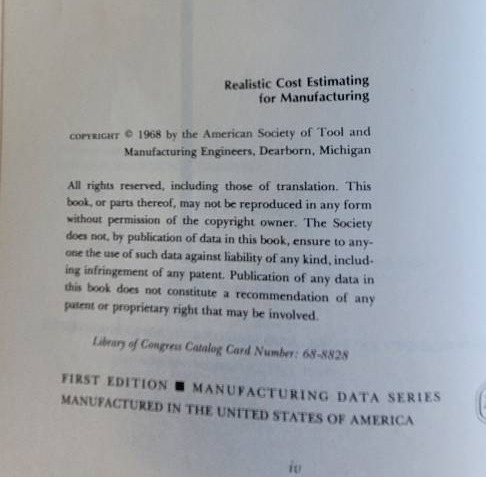 Realistic Cost Estimating
for Manufacturing
COPYRIGHT © 1968 by the American Society of Tool and
Manufacturing Engineers, Dearborn, Michigan
All rights reserved, including those of translation. This
book, or parts thereof, may not be reproduced in any form
without permission of the copyright owner. The Society
does not, by publication of data in this book, ensure to any-
one the use of such data against liability of any kind, includ-
ing infringement of any patent. Publication of any data in
this book does not constitute a recommendation of any
patent or proprietary right that may be involved.
Library of Congress Catalog Card Number: 68-8828
FIRST EDITION ■ MANUFACTURING DATA SERIES
MANUFACTURED IN THE UNITED STATES OF AMERICA
iv